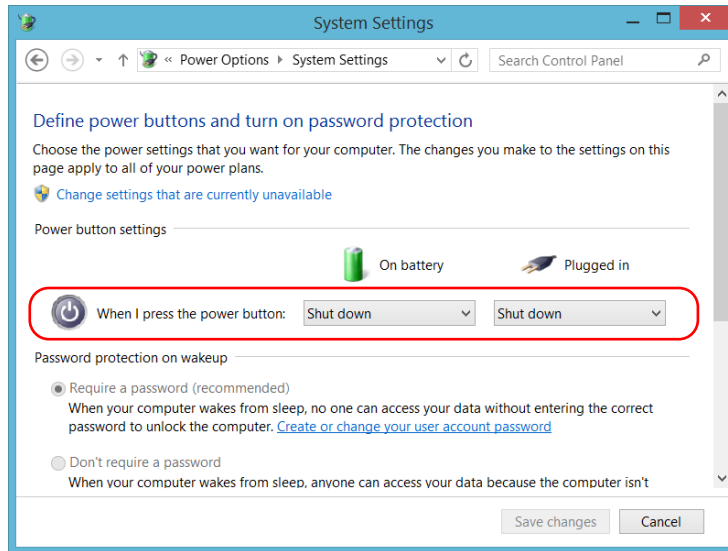 System Settings
« Power Options System Settings Search Control Panel
Define power buttons and turn on password protection
Choose the power settings that you want for your computer. The changes you make to the settings on this
page apply to all of your power plans.
Change settings that are currently unavailable
Power button settings
On battery Plugged in
When I press the power button: Shut down Shut down
Password protection on wakeup
Require a password (recommended)
When your computer wakes from sleep, no one can access your data without entering the correct
password to unlock the computer. Create or change your user account password
Don't require a password
When your computer wakes from sleep, anyone can access your data because the computer isn't
Save changes Cancel